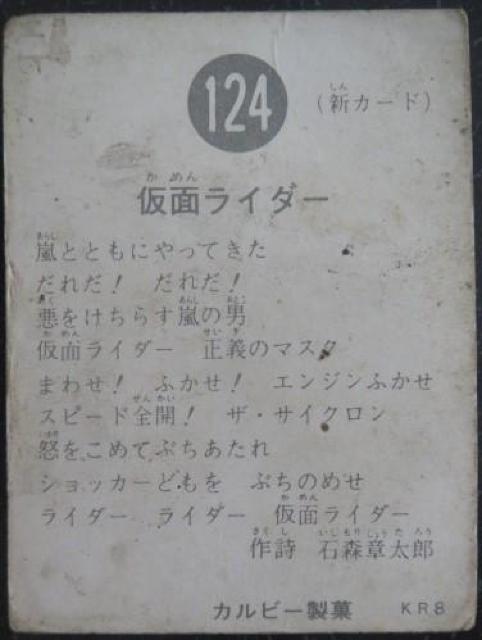 124
(新カード)
仮面ライダー
嵐とともにやってきた
だれだ! だれだ!
悪をけちらす嵐の男
仮面ライダー 正義のマスク
まわせ! ふかせ! エンジンふかせ
スピード全開! ザ・サイクロン
怒をこめてぶちあたれ
ショッカーどもを ぶちのめせ
ライダー ライダー 仮面ライダー
作詩 石森章太郎
カルビー製菓 KR8